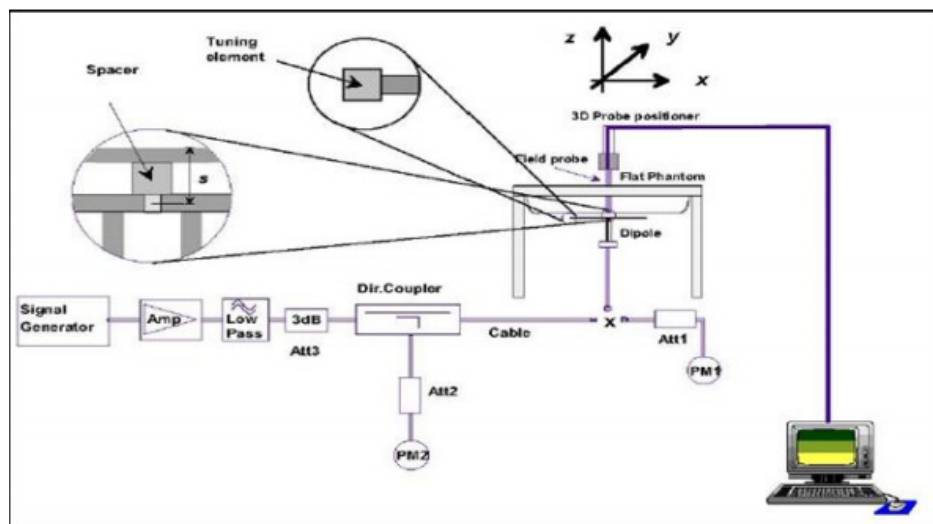 Tuning
element
Spacer
s
z
y
x
3D Probe positioner
Field probe
Flat Phantom
Dipole
Signal
Generator
Amp
Low
Pass
3dB
Att3
Dir.Coupler
Cable
x
Att1
PM1
Att2
PM2